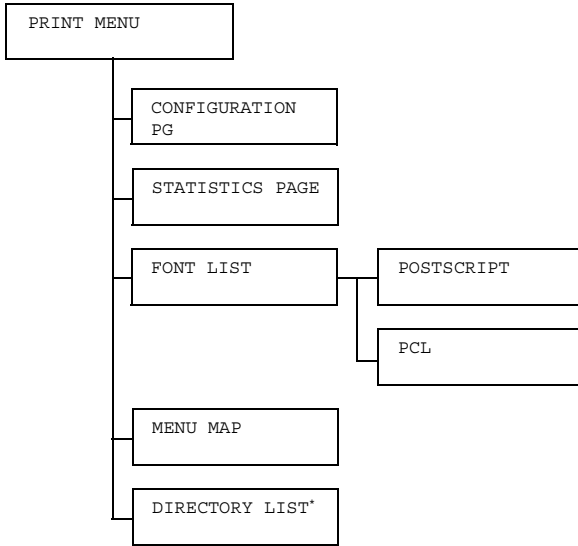 PRINT MENU
CONFIGURATION
PG
STATISTICS PAGE
FONT LIST
POSTSCRIPT
PCL
MENU MAP
DIRECTORY LIST*